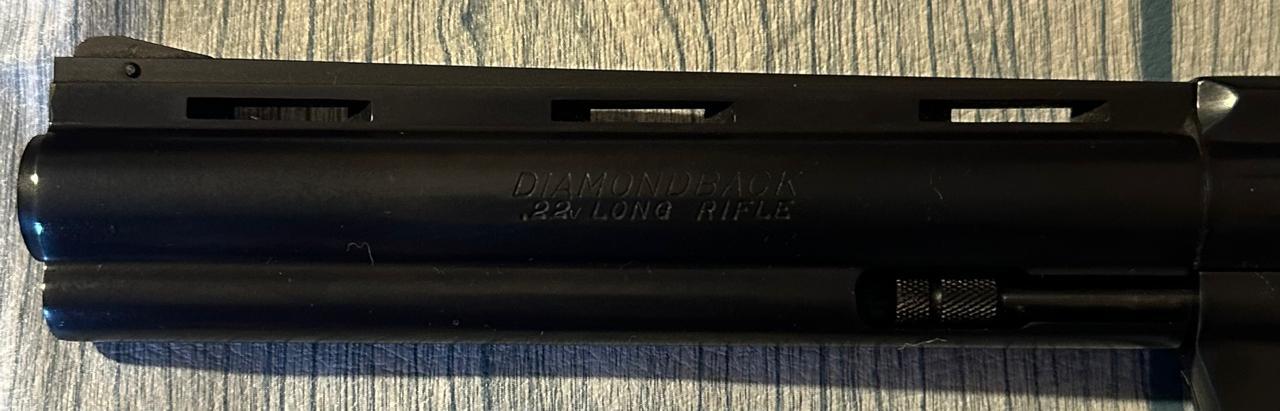 DIAMONDBACK
.22 LONG RIFLE